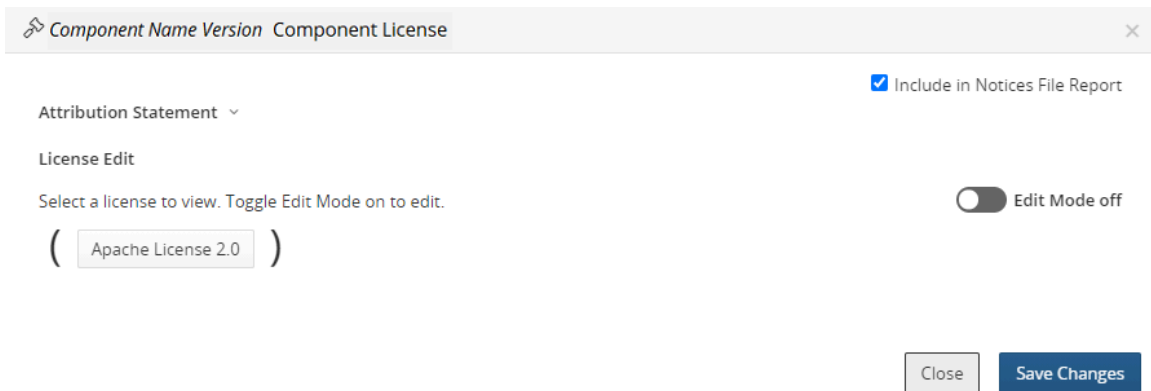 Component Name Version Component License
Include in Notices File Report
Attribution Statement
License Edit
Select a license to view. Toggle Edit Mode on to edit.
Edit Mode off
( Apache License 2.0 )
Close
Save Changes